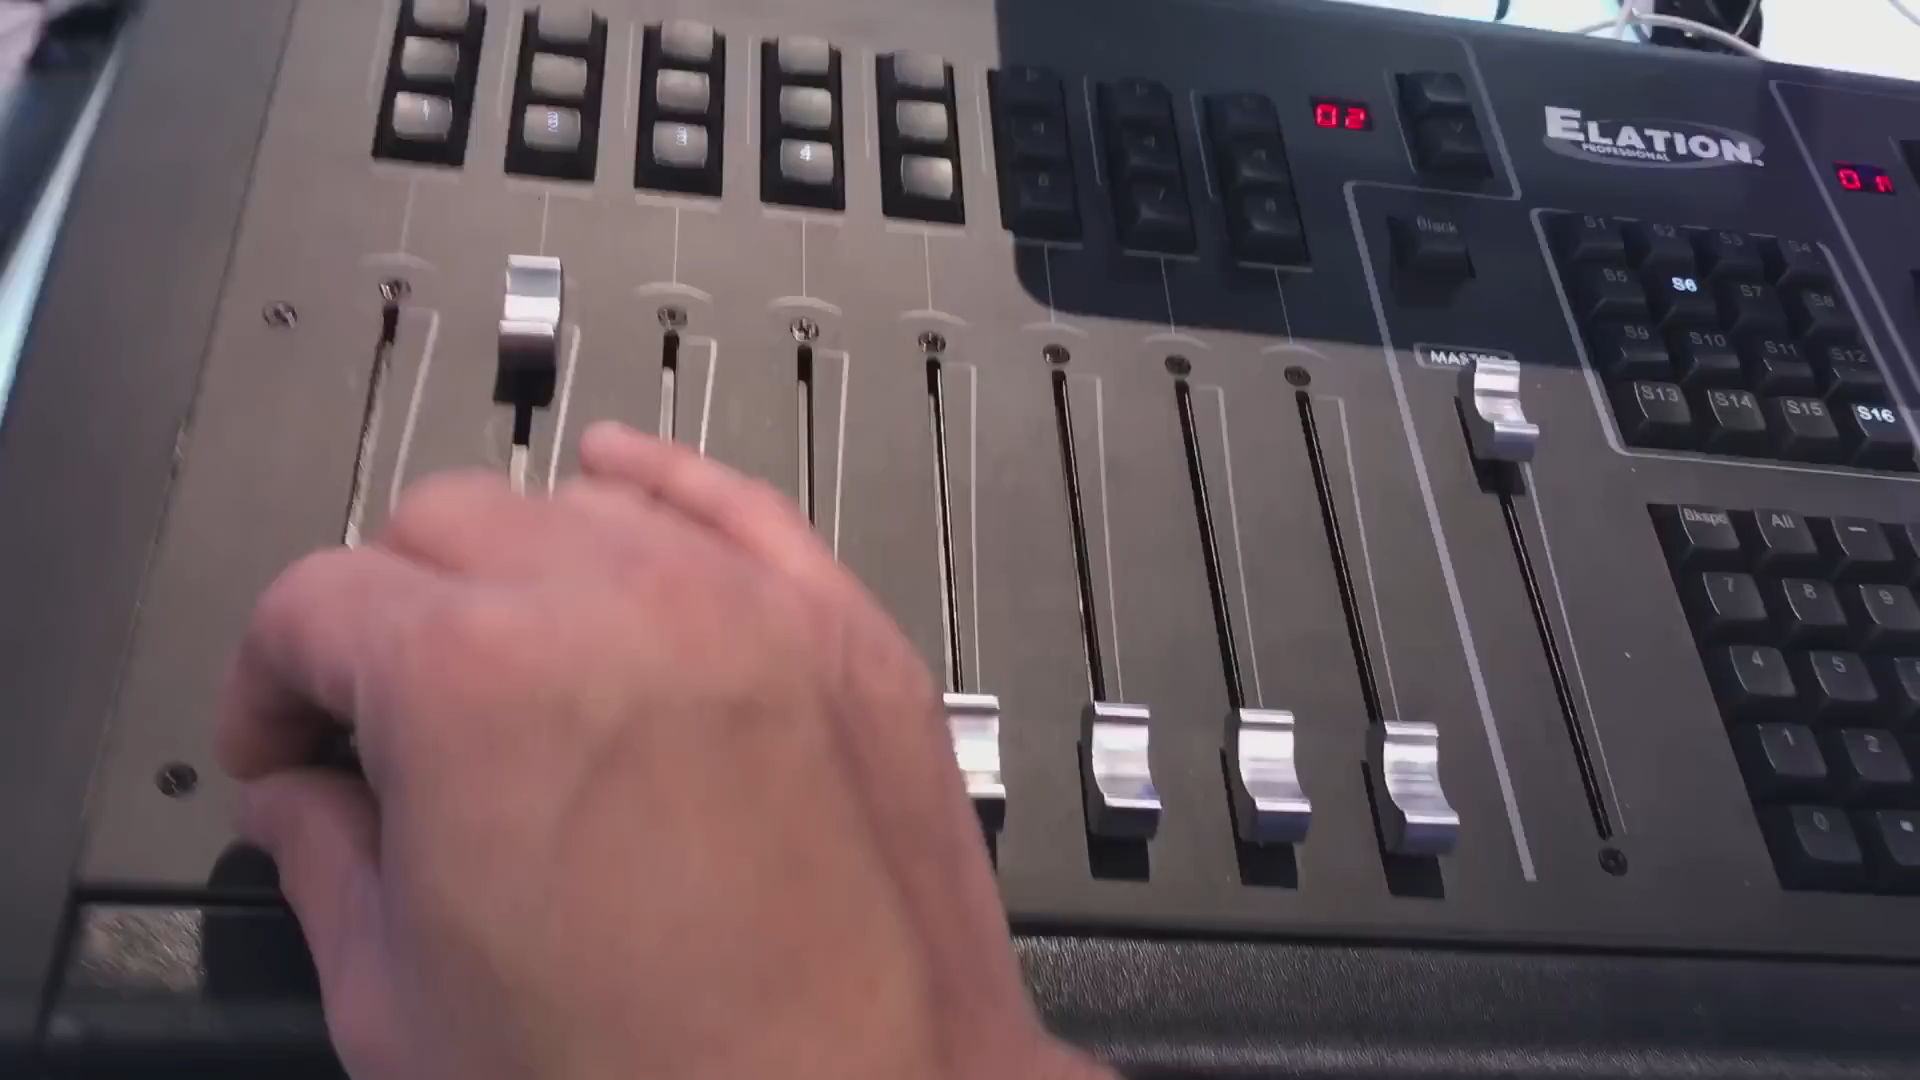 1
2
3
4
02
ELATION
PROFESSIONAL
01
Black
S1 S2 S3 S4
S5 S6 S7 S8
S9 S10 S11 S12
S13 S14 S15 S16
Bkspc All −
7 8 9
4 5
1 2
0